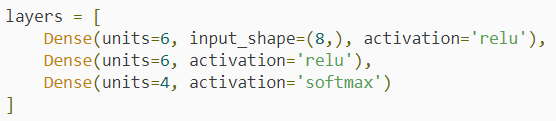 layers = [
    Dense(units=6, input_shape=(8,), activation='relu'),
    Dense(units=6, activation='relu'),
    Dense(units=4, activation='softmax')
]